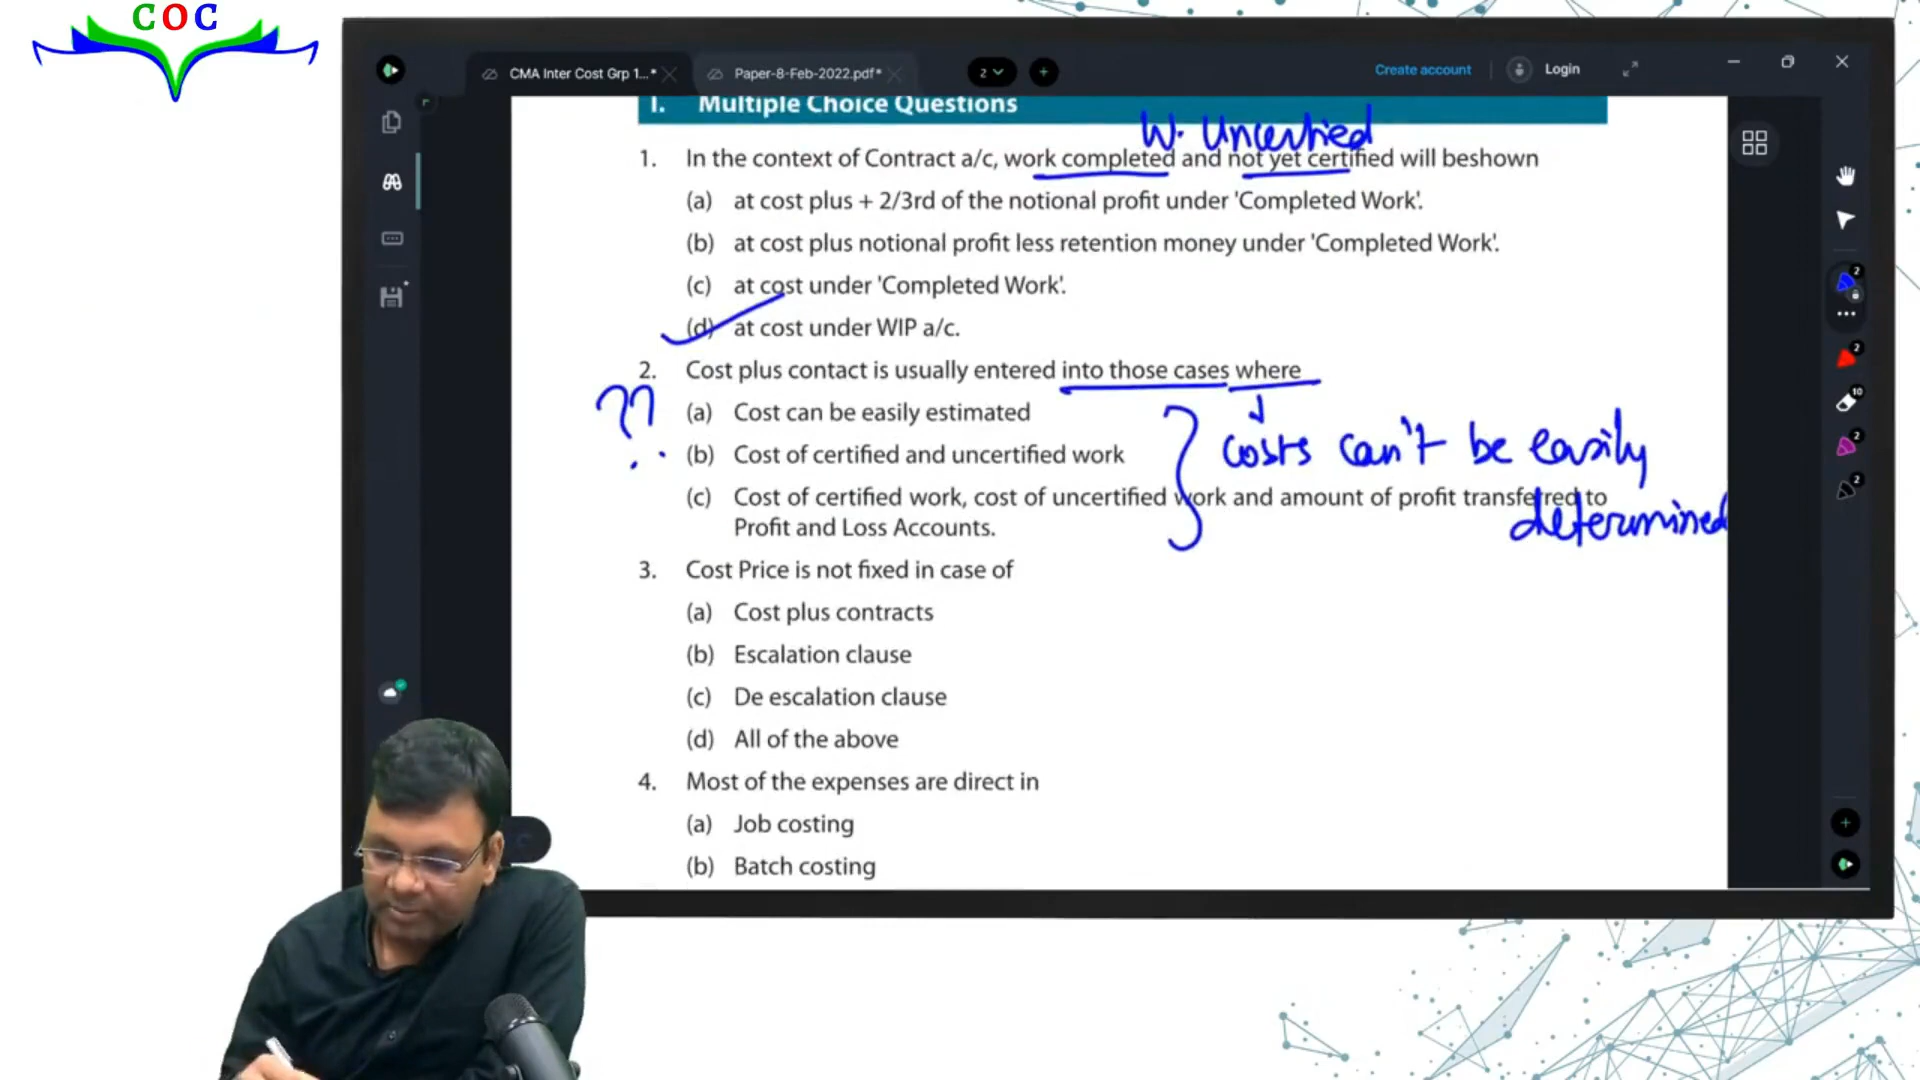 COC
CMA Inter Cost Grp 1...*
Paper-8-Feb-2022.pdf*
2
Create account
Login
I. Multiple Choice Questions
W. Uncertied
1. In the context of Contract a/c, work completed and not yet certified will beshown
(a) at cost plus + 2/3rd of the notional profit under 'Completed Work'.
(b) at cost plus notional profit less retention money under 'Completed Work'.
(c) at cost under 'Completed Work'.
(d) at cost under WIP a/c.
2. Cost plus contact is usually entered into those cases where
??
(a) Cost can be easily estimated
(b) Cost of certified and uncertified work
costs can't be easily
determined
(c) Cost of certified work, cost of uncertified work and amount of profit transferred to
Profit and Loss Accounts.
3. Cost Price is not fixed in case of
(a) Cost plus contracts
(b) Escalation clause
(c) De escalation clause
(d) All of the above
4. Most of the expenses are direct in
(a) Job costing
(b) Batch costing
2
2
10
2
2